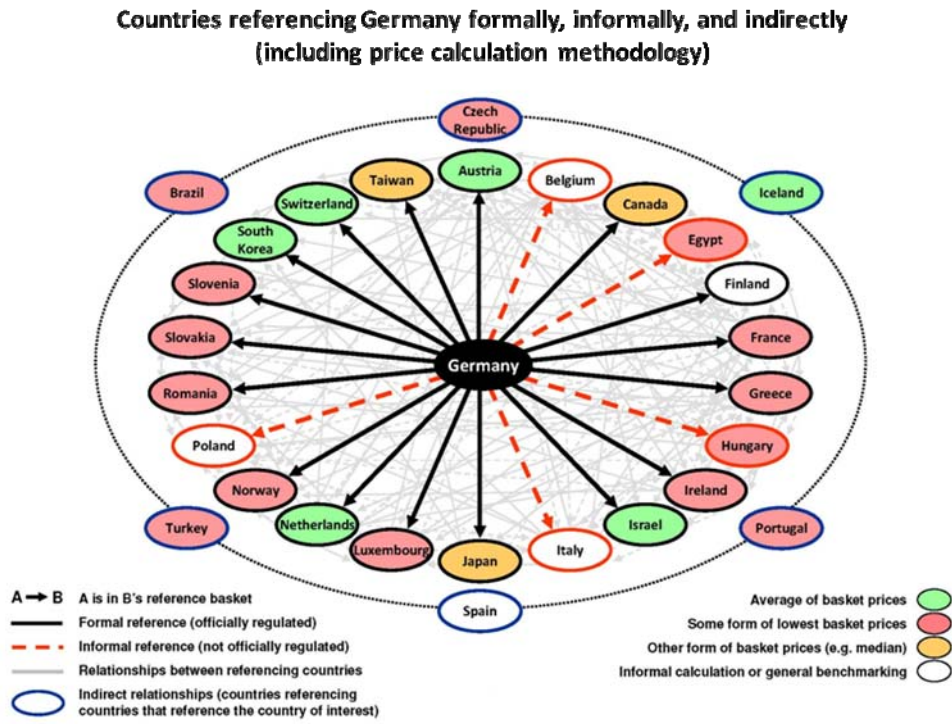 Countries referencing Germany formally, informally, and indirectly
(including price calculation methodology)
Czech
Republic
Brazil
Taiwan
Austria
Belgium
Iceland
Switzerland
Canada
South
Korea
Egypt
Slovenia
Finland
Slovakia
France
Germany
Romania
Greece
Poland
Hungary
Norway
Ireland
Turkey
Netherlands
Israel
Portugal
Luxembourg
Japan
Italy
Spain
A → B A is in B's reference basket
Formal reference (officially regulated)
Informal reference (not officially regulated)
Relationships between referencing countries
Indirect relationships (countries referencing
countries that reference the country of interest)
Average of basket prices
Some form of lowest basket prices
Other form of basket prices (e.g. median)
Informal calculation or general benchmarking